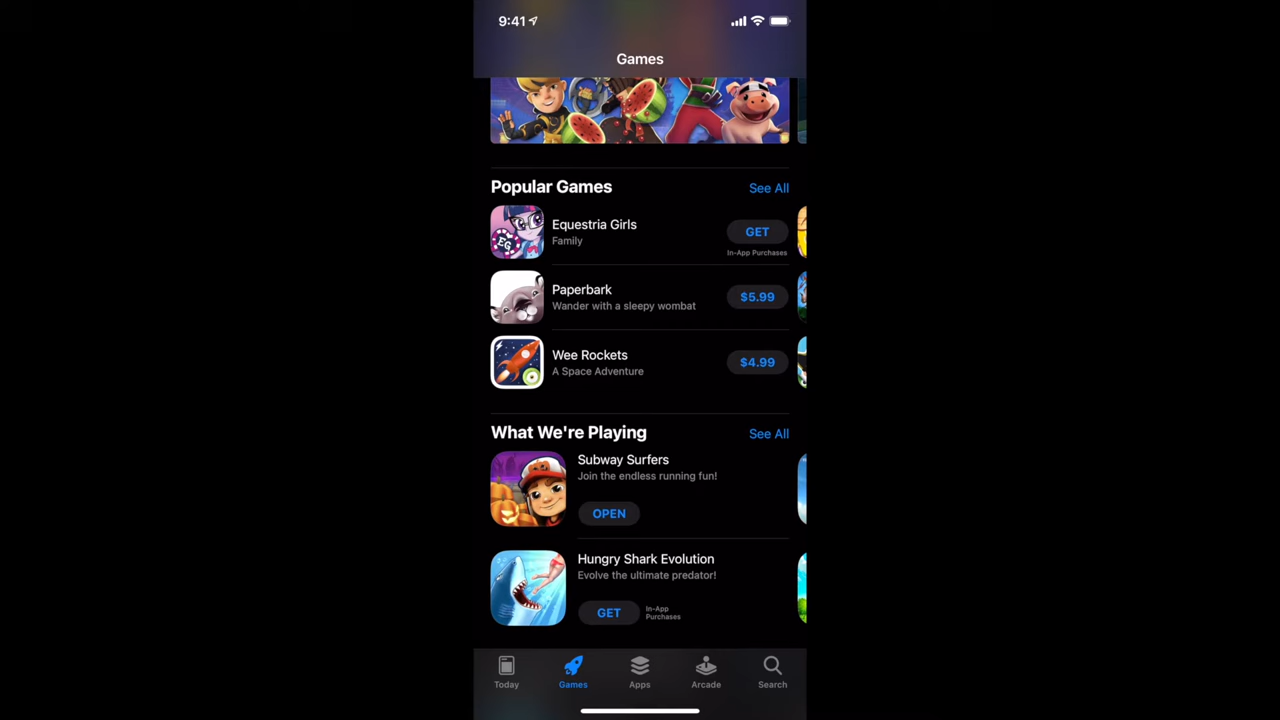 9:41
Games
Popular Games
See All
EG
Equestria Girls
Family
GET
In-App Purchases
Paperbark
Wander with a sleepy wombat
$5.99
Wee Rockets
A Space Adventure
$4.99
What We're Playing
See All
Subway Surfers
Join the endless running fun!
OPEN
Hungry Shark Evolution
Evolve the ultimate predator!
GET
In-App
Purchases
Today
Games
Apps
Arcade
Search